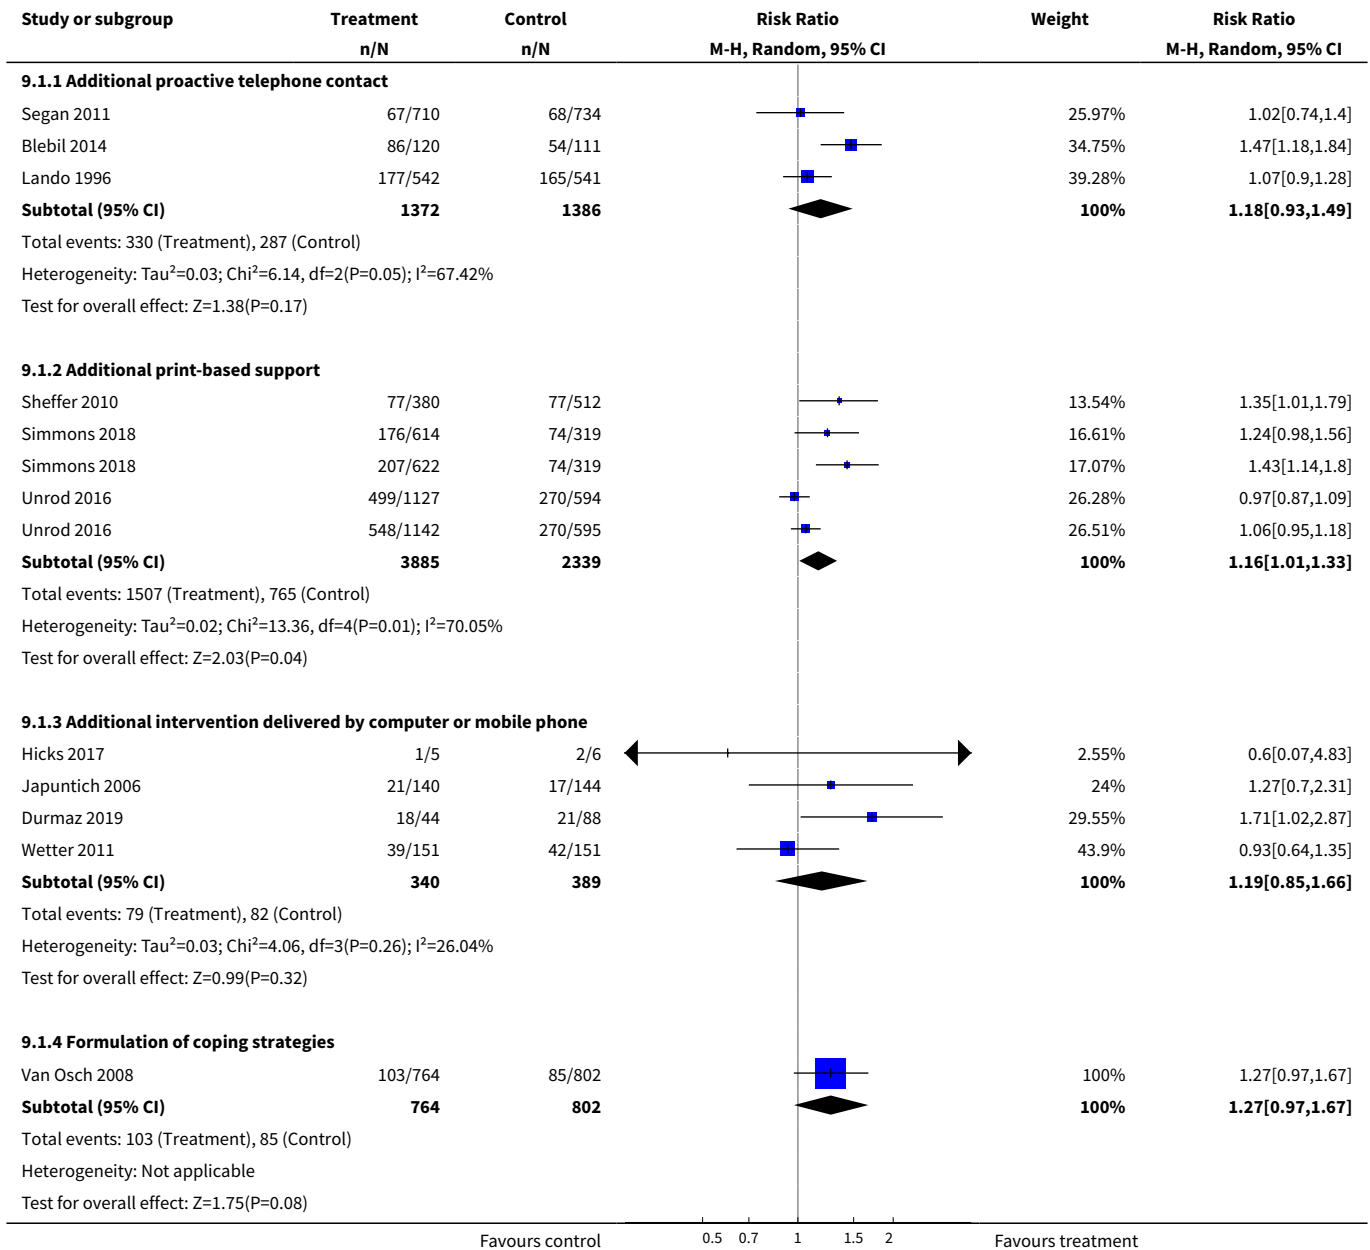 Study or subgroup Treatment Control Risk Ratio Weight Risk Ratio
n/N n/N M-H, Random, 95% CI M-H, Random, 95% CI
9.1.1 Additional proactive telephone contact
Segan 2011 67/710 68/734 25.97% 1.02[0.74,1.4]
Blebil 2014 86/120 54/111 34.75% 1.47[1.18,1.84]
Lando 1996 177/542 165/541 39.28% 1.07[0.9,1.28]
Subtotal (95% CI) 1372 1386 100% 1.18[0.93,1.49]
Total events: 330 (Treatment), 287 (Control)
Heterogeneity: Tau²=0.03; Chi²=6.14, df=2(P=0.05); I²=67.42%
Test for overall effect: Z=1.38(P=0.17)
9.1.2 Additional print-based support
Sheffer 2010 77/380 77/512 13.54% 1.35[1.01,1.79]
Simmons 2018 176/614 74/319 16.61% 1.24[0.98,1.56]
Simmons 2018 207/622 74/319 17.07% 1.43[1.14,1.8]
Unrod 2016 499/1127 270/594 26.28% 0.97[0.87,1.09]
Unrod 2016 548/1142 270/595 26.51% 1.06[0.95,1.18]
Subtotal (95% CI) 3885 2339 100% 1.16[1.01,1.33]
Total events: 1507 (Treatment), 765 (Control)
Heterogeneity: Tau²=0.02; Chi²=13.36, df=4(P=0.01); I²=70.05%
Test for overall effect: Z=2.03(P=0.04)
9.1.3 Additional intervention delivered by computer or mobile phone
Hicks 2017 1/5 2/6 2.55% 0.6[0.07,4.83]
Japuntich 2006 21/140 17/144 24% 1.27[0.7,2.31]
Durmaz 2019 18/44 21/88 29.55% 1.71[1.02,2.87]
Wetter 2011 39/151 42/151 43.9% 0.93[0.64,1.35]
Subtotal (95% CI) 340 389 100% 1.19[0.85,1.66]
Total events: 79 (Treatment), 82 (Control)
Heterogeneity: Tau²=0.03; Chi²=4.06, df=3(P=0.26); I²=26.04%
Test for overall effect: Z=0.99(P=0.32)
9.1.4 Formulation of coping strategies
Van Osch 2008 103/764 85/802 100% 1.27[0.97,1.67]
Subtotal (95% CI) 764 802 100% 1.27[0.97,1.67]
Total events: 103 (Treatment), 85 (Control)
Heterogeneity: Not applicable
Test for overall effect: Z=1.75(P=0.08)
Favours control 0.5 0.7 1 1.5 2 Favours treatment